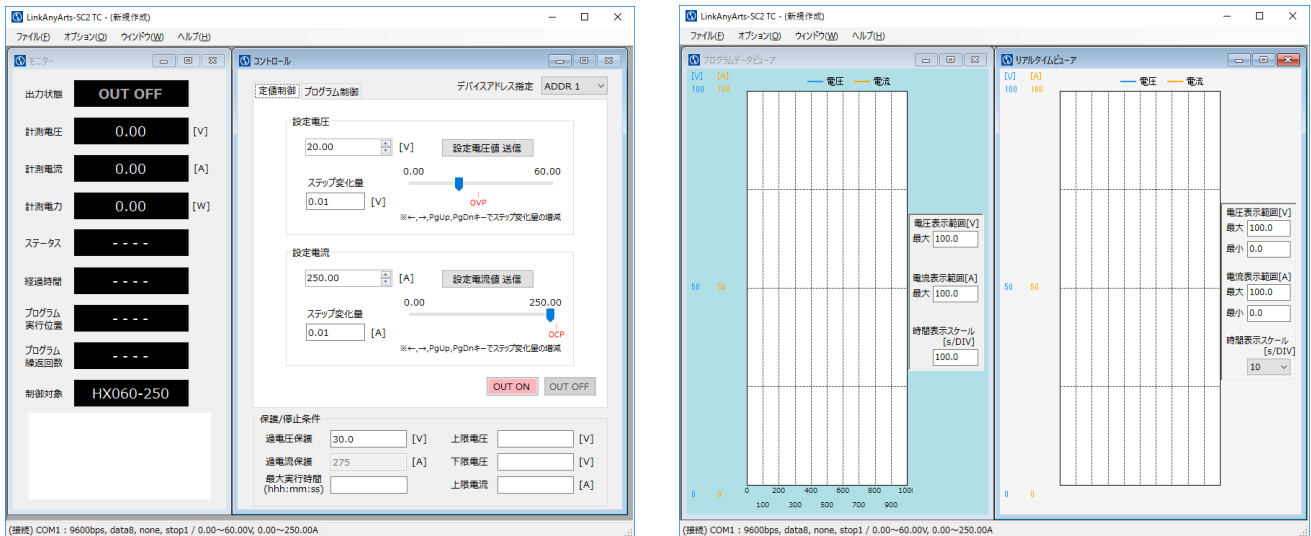 LinkAnyArts-SC2 TC - (新規作成)
ファイル(F) オプション(O) ウインドウ(W) ヘルプ(H)
モニター
出力状態 OUT OFF
計測電圧 0.00 [V]
計測電流 0.00 [A]
計測電力 0.00 [W]
ステータス - - - -
経過時間 - - - -
プログラム
実行位置 - - - -
プログラム
繰返回数 - - - -
制御対象 HX060-250
コントロール
定値制御 プログラム制御 デバイスアドレス指定 ADDR 1
設定電圧
20.00 [V] 設定電圧値 送信
0.00 60.00
ステップ変化量
0.01 [V]
OVP
※←,→,PgUp,PgDnキーでステップ変化量の増減
設定電流
250.00 [A] 設定電流値 送信
0.00 250.00
ステップ変化量
0.01 [A]
OCP
※←,→,PgUp,PgDnキーでステップ変化量の増減
OUT ON OUT OFF
保護/停止条件
過電圧保護 30.0 [V] 上限電圧 [V]
過電流保護 275 [A] 下限電圧 [V]
最大実行時間
(hhh:mm:ss) 上限電流 [A]
(接続) COM1 : 9600bps, data8, none, stop1 / 0.00～60.00V, 0.00～250.00A
LinkAnyArts-SC2 TC - (新規作成)
ファイル(F) オプション(O) ウインドウ(W) ヘルプ(H)
プログラムデータビューア
[V] [A] 電圧 電流
100 100
50 50
0 0
0 200 400 600 800 100
100 300 500 700 900
電圧表示範囲[V]
最大 100.0
電流表示範囲[A]
最大 100.0
時間表示スケール
[s/DIV]
100.0
リアルタイムビューア
[V] [A] 電圧 電流
100 100
50 50
0 0
電圧表示範囲[V]
最大 100.0
最小 0.0
電流表示範囲[A]
最大 100.0
最小 0.0
時間表示スケール
[s/DIV]
10
(接続) COM1 : 9600bps, data8, none, stop1 / 0.00～60.00V, 0.00～250.00A